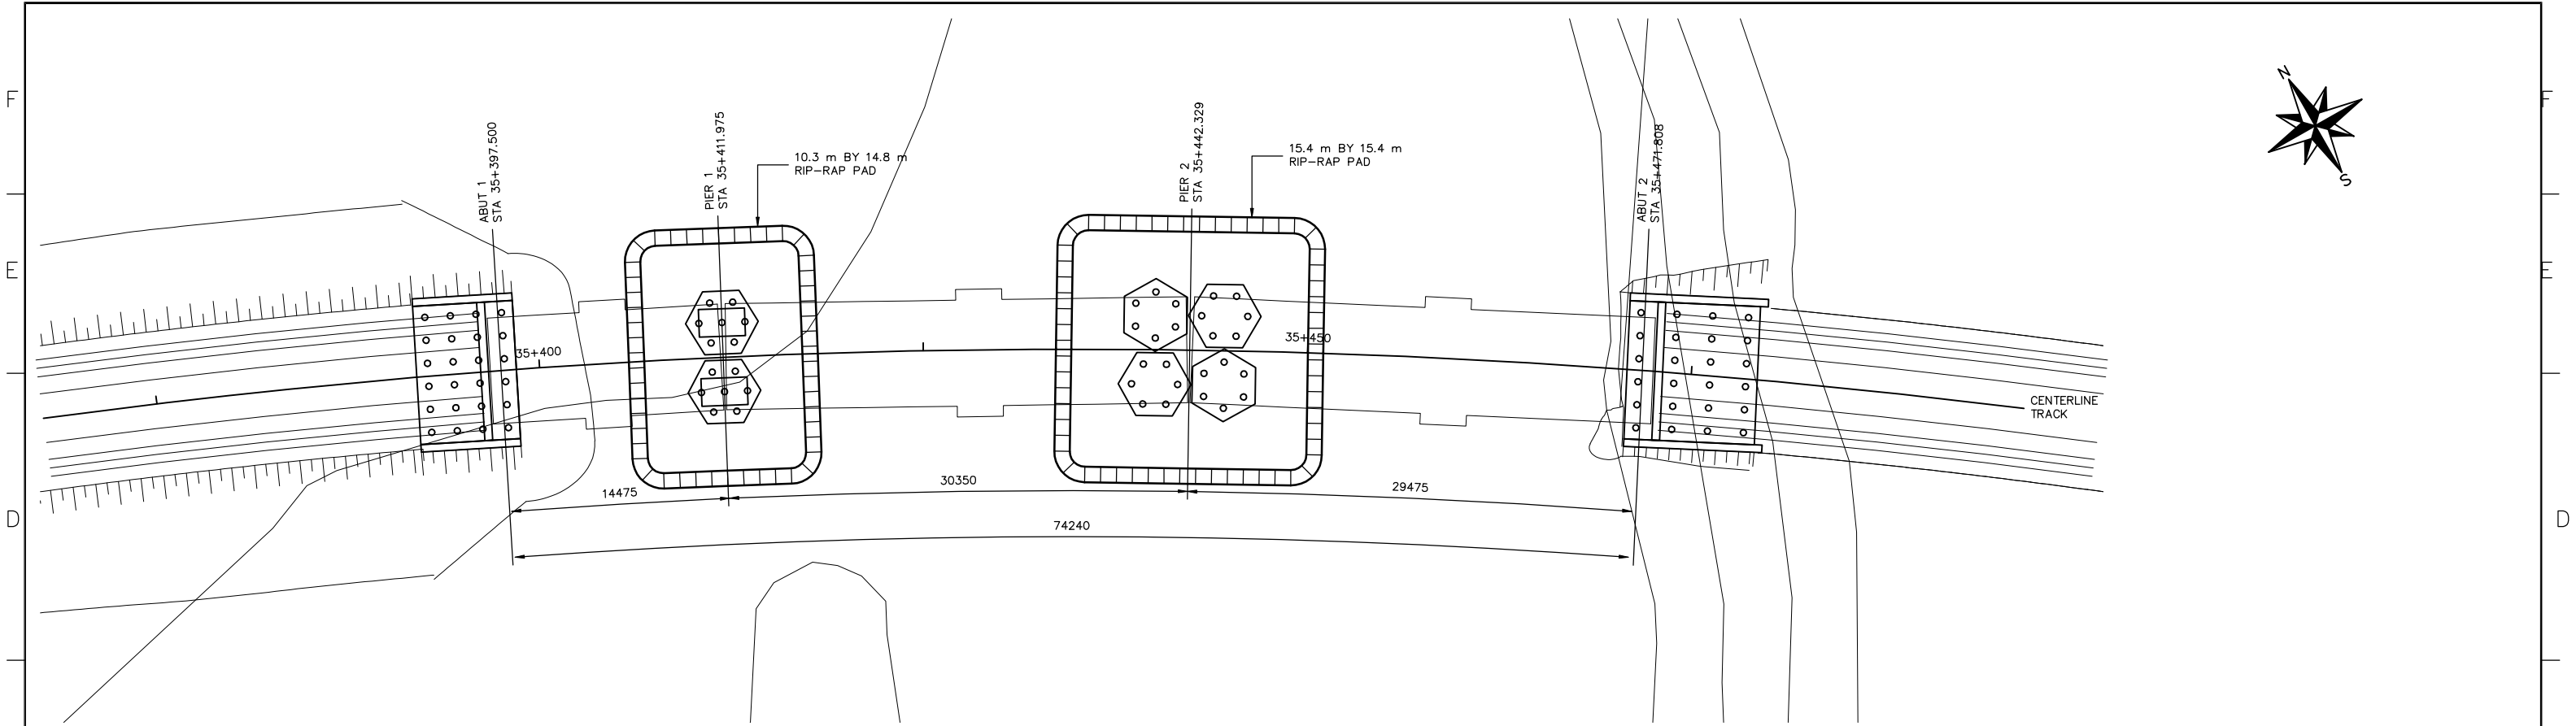 F
F
N
S
ABUT 1
STA 35+397.500
PIER 1
STA 35+411.975
10.3 m BY 14.8 m
RIP-RAP PAD
PIER 2
STA 35+442.329
15.4 m BY 15.4 m
RIP-RAP PAD
ABUT 2
STA 35+471.808
E
E
35+400
35+450
CENTERLINE
TRACK
14475
30350
29475
74240
D
D